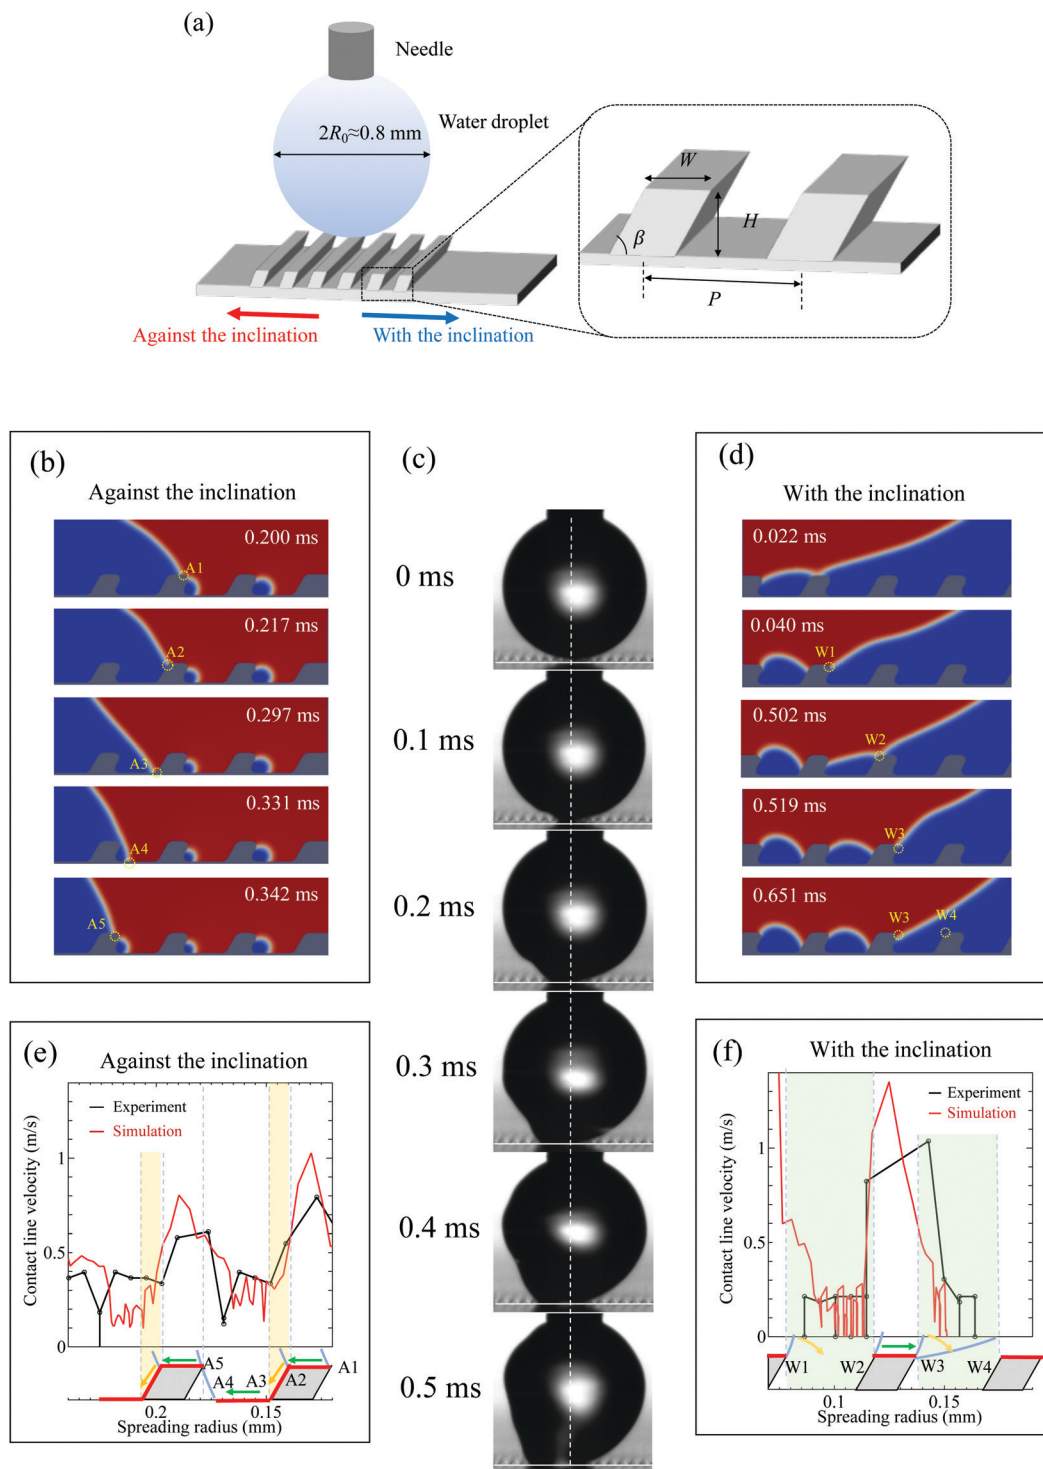 (a)
Needle
Water droplet
2R₀≈0.8 mm
W
H
β
P
Against the inclination
With the inclination
(b)
Against the inclination
0.200 ms
A1
0.217 ms
A2
0.297 ms
A3
0.331 ms
A4
0.342 ms
A5
(c)
0 ms
0.1 ms
0.2 ms
0.3 ms
0.4 ms
0.5 ms
(d)
With the inclination
0.022 ms
0.040 ms
W1
0.502 ms
W2
0.519 ms
W3
0.651 ms
W3 W4
(e)
Against the inclination
Experiment
Simulation
Contact line velocity (m/s)
1
0.5
0
A5 A4 A3 A2 A1
0.2 0.15
Spreading radius (mm)
(f)
With the inclination
Experiment
Simulation
Contact line velocity (m/s)
1
0.5
0
W1 W2 W3 W4
0.1 0.15
Spreading radius (mm)